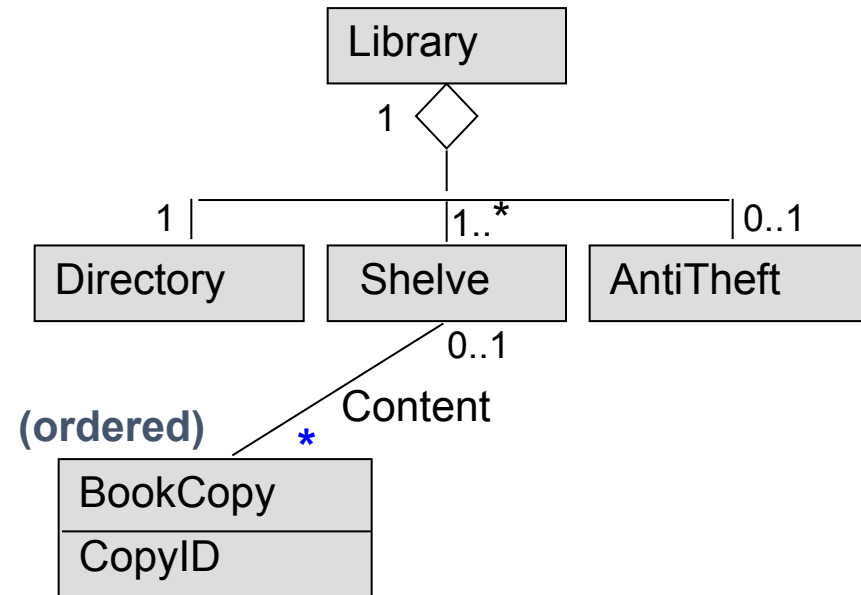 Library
1
1 1..* 0..1
Directory Shelve AntiTheft
0..1
Content
(ordered) *
BookCopy
CopyID